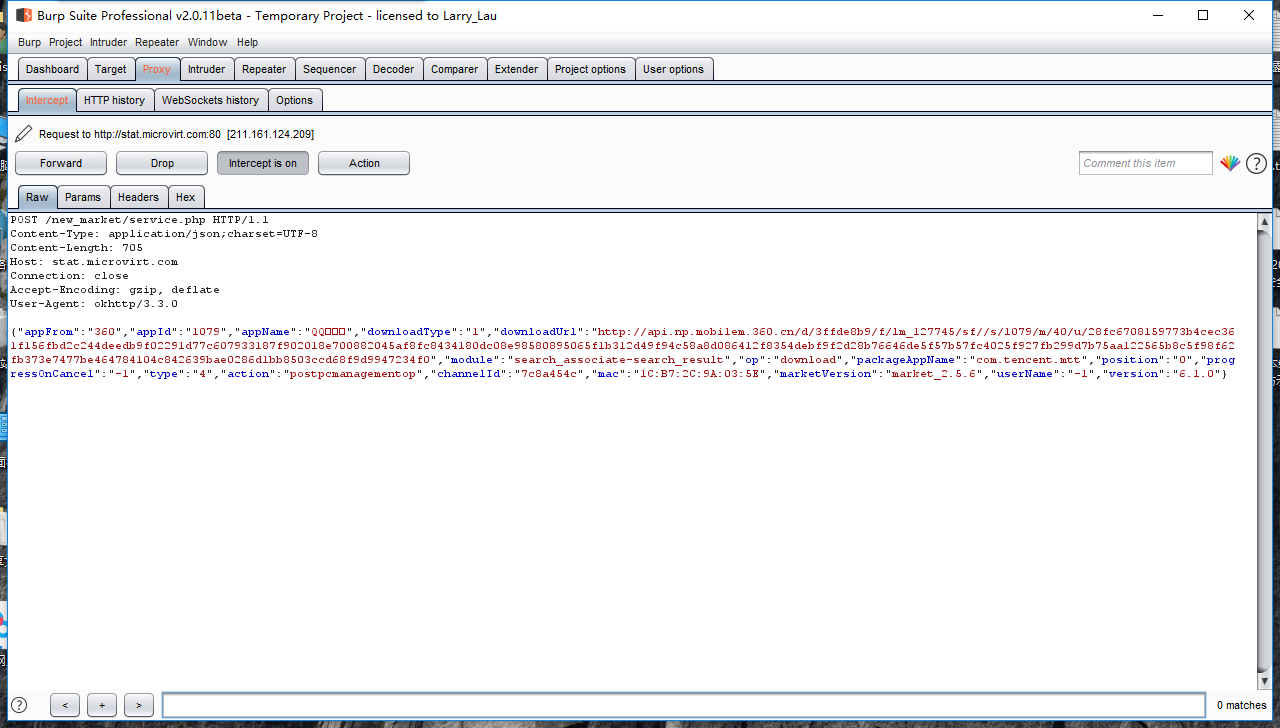 Burp Suite Professional v2.0.11beta - Temporary Project - licensed to Larry_Lau
Burp Project Intruder Repeater Window Help
Dashboard Target Proxy Intruder Repeater Sequencer Decoder Comparer Extender Project options User options
Intercept HTTP history WebSockets history Options
Request to http://stat.microvirt.com:80 [211.161.124.209]
Forward Drop Intercept is on Action Comment this item ?
Raw Params Headers Hex
POST /new_market/service.php HTTP/1.1
Content-Type: application/json;charset=UTF-8
Content-Length: 705
Host: stat.microvirt.com
Connection: close
Accept-Encoding: gzip, deflate
User-Agent: okhttp/3.3.0
{"appFrom":"360","appId":"1079","appName":"QQ□□□","downloadType":"1","downloadUrl":"http://api.np.mobilem.360.cn/d/3ffde8b9/f/lm_127745/sf//s/1079/m/40/u/28fc6708159773b4cec36
1f156fbd2c244deedb9f02291d77c607933187f902018e700882045af8fc8434180dc08e985808950​65f1b312d49f94c58a8d086412f8354debf9f2d28b76646de5f57b57fc4025f927fb299d7b75aa122565b8c5f98f62
fb373e7477be464784104c842639bae0286d1bb8503ccd68f9d9947234f0","module":"search_associate-search_result","op":"download","packageAppName":"com.tencent.mtt","position":"0","prog
ressOnCancel":"-1","type":"4","action":"postpcmanagementop","channelId":"7c8a454c","mac":"1C:B7:2C:9A:03:5E","marketVersion":"market_2.5.6","userName":"-1","version":"6.1.0"}
? < + > 0 matches